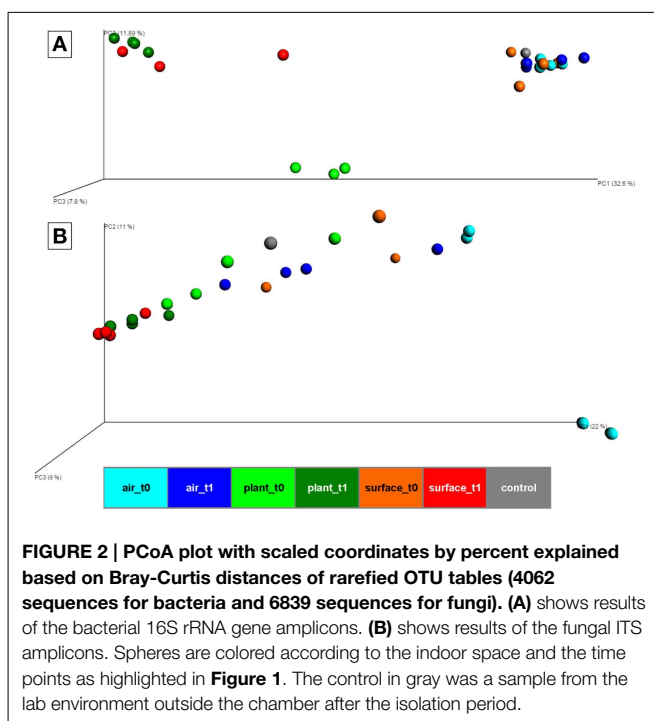 PC2 (11.89 %)
A
PC1 (32.6 %)
PC3 (7.8 %)
PC2 (11 %)
B
(22 %)
PC3 (9 %)
air_t0 air_t1 plant_t0 plant_t1 surface_t0 surface_t1 control
FIGURE 2 | PCoA plot with scaled coordinates by percent explained
based on Bray-Curtis distances of rarefied OTU tables (4062
sequences for bacteria and 6839 sequences for fungi). (A) shows results
of the bacterial 16S rRNA gene amplicons. (B) shows results of the fungal ITS
amplicons. Spheres are colored according to the indoor space and the time
points as highlighted in Figure 1. The control in gray was a sample from the
lab environment outside the chamber after the isolation period.